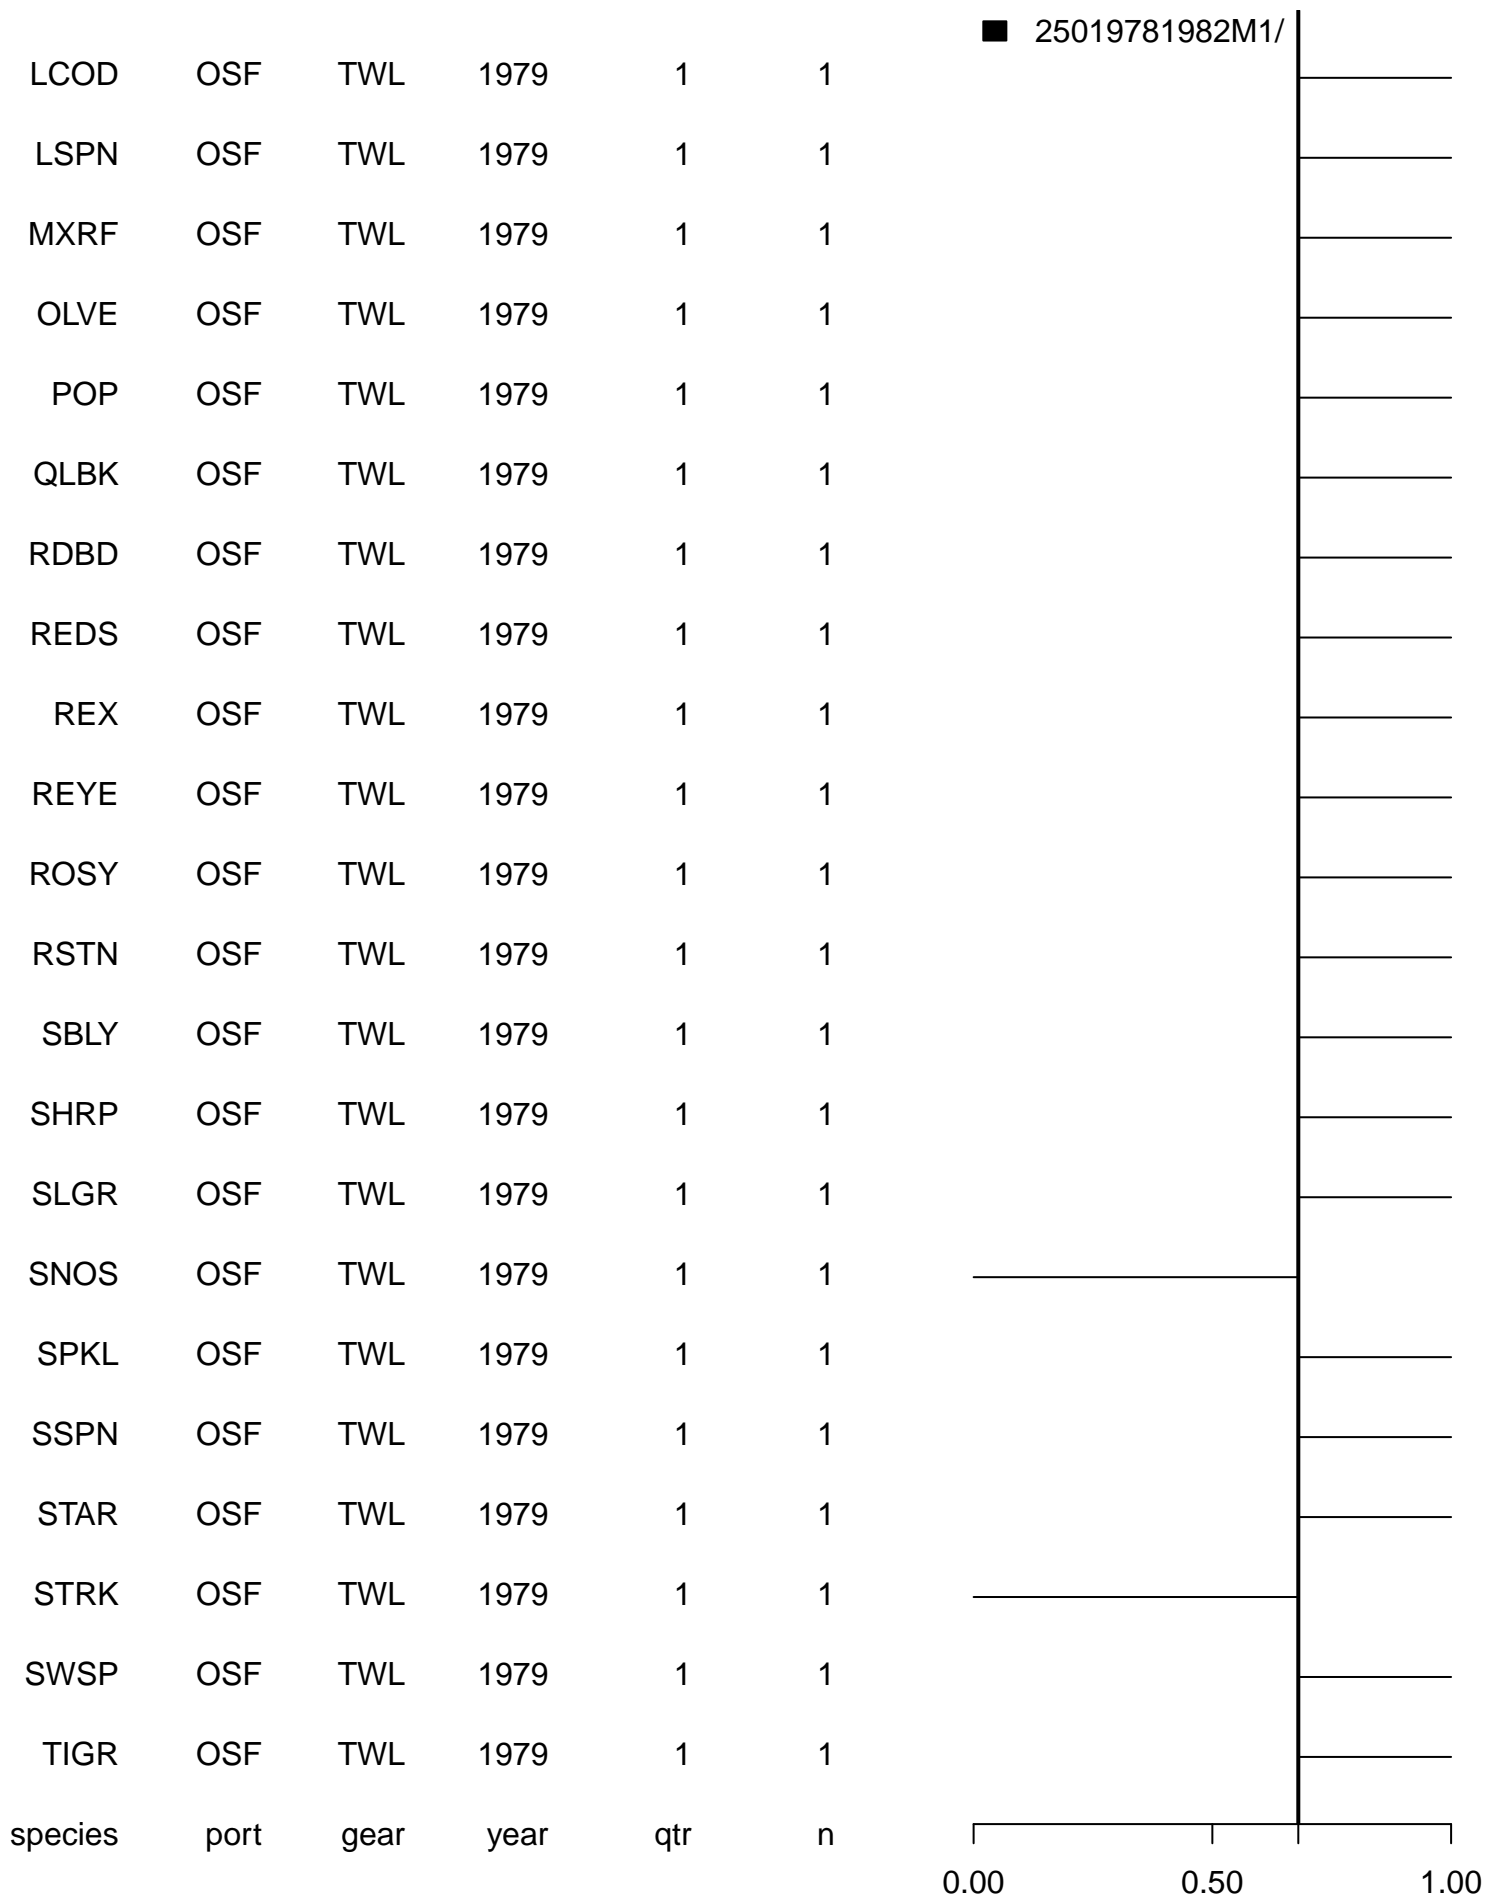 25019781982M1/
LCOD OSF TWL 1979 1 1
LSPN OSF TWL 1979 1 1
MXRF OSF TWL 1979 1 1
OLVE OSF TWL 1979 1 1
POP OSF TWL 1979 1 1
QLBK OSF TWL 1979 1 1
RDBD OSF TWL 1979 1 1
REDS OSF TWL 1979 1 1
REX OSF TWL 1979 1 1
REYE OSF TWL 1979 1 1
ROSY OSF TWL 1979 1 1
RSTN OSF TWL 1979 1 1
SBLY OSF TWL 1979 1 1
SHRP OSF TWL 1979 1 1
SLGR OSF TWL 1979 1 1
SNOS OSF TWL 1979 1 1
SPKL OSF TWL 1979 1 1
SSPN OSF TWL 1979 1 1
STAR OSF TWL 1979 1 1
STRK OSF TWL 1979 1 1
SWSP OSF TWL 1979 1 1
TIGR OSF TWL 1979 1 1
species port gear year qtr n
0.00 0.50 1.00